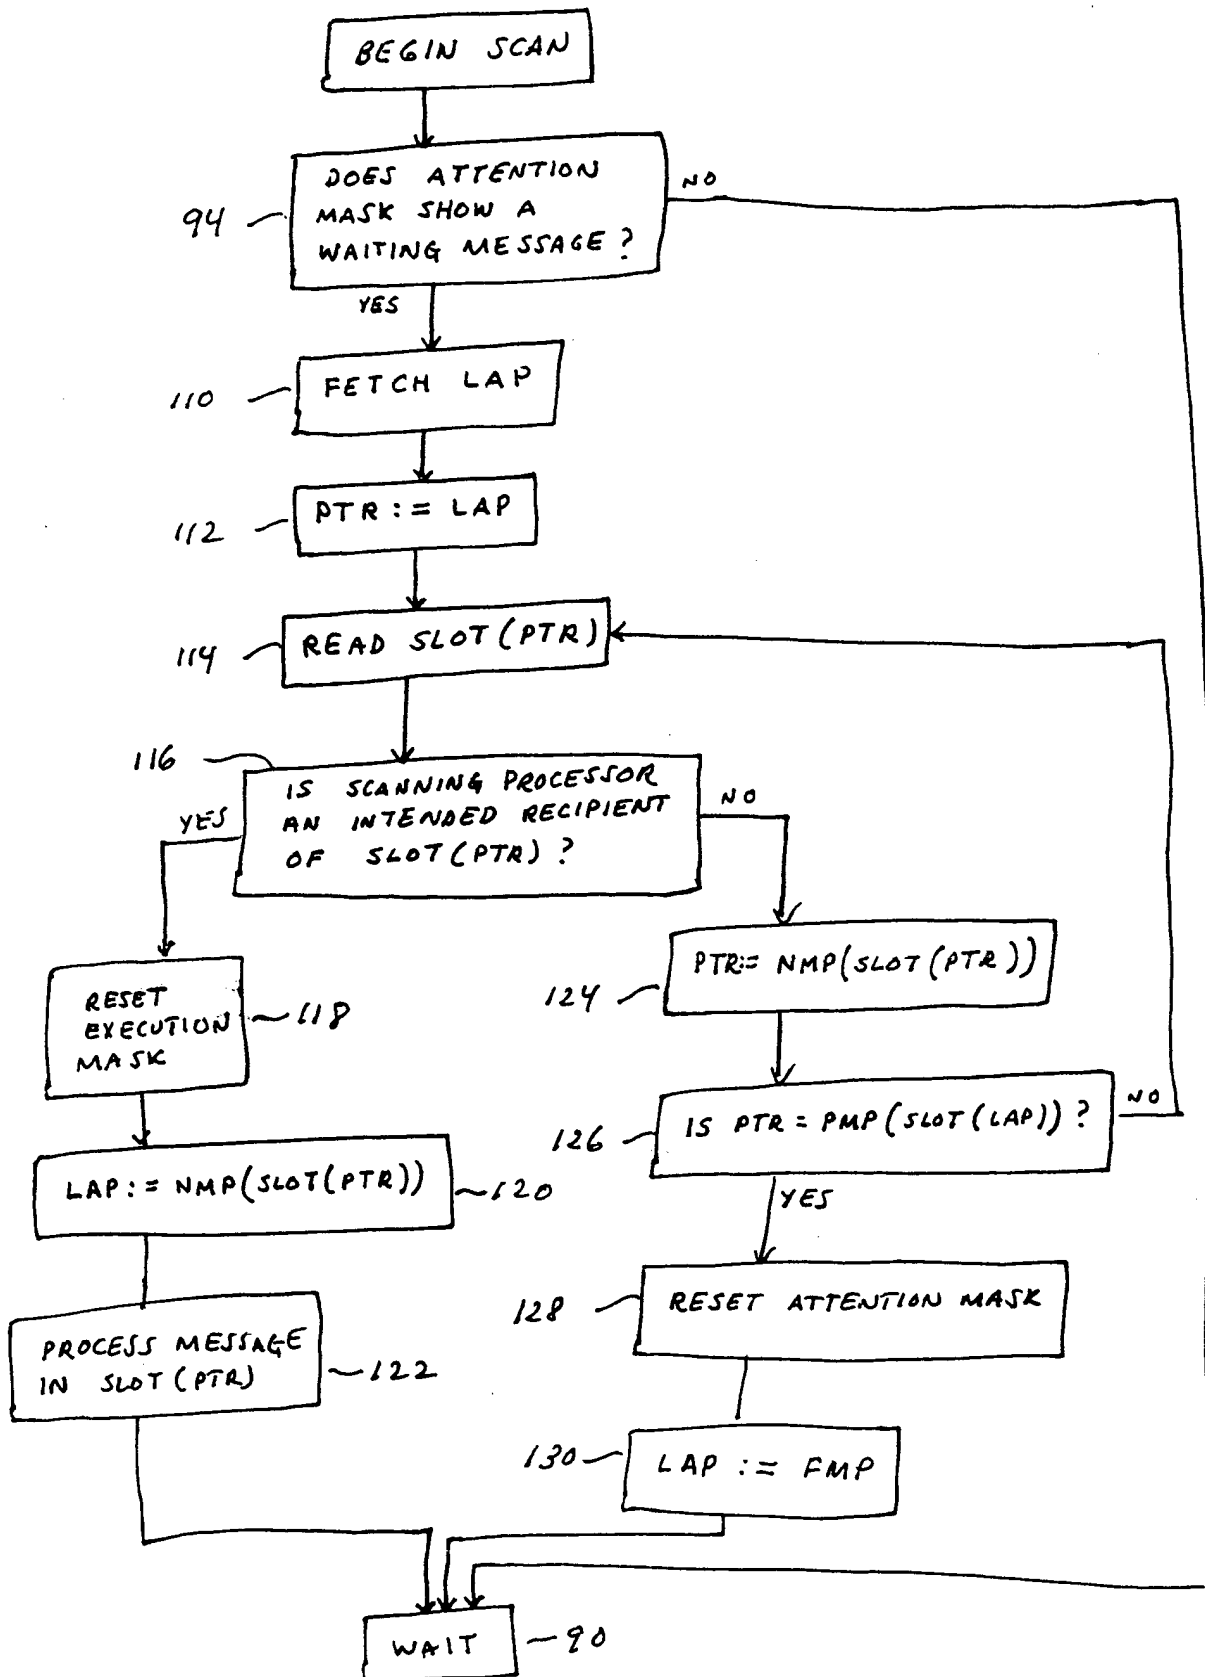 BEGIN SCAN
DOES ATTENTION
MASK SHOW A
WAITING MESSAGE?
94
NO
YES
FETCH LAP
110
PTR := LAP
112
READ SLOT (PTR)
114
116
IS SCANNING PROCESSOR
AN INTENDED RECIPIENT
OF SLOT (PTR) ?
YES
NO
RESET
EXECUTION
MASK
118
PTR:= NMP(SLOT(PTR))
124
LAP := NMP(SLOT(PTR))
120
IS PTR = PMP(SLOT(LAP)) ?
126
NO
YES
PROCESS MESSAGE
IN SLOT (PTR)
122
RESET ATTENTION MASK
128
LAP := FMP
130
WAIT
90